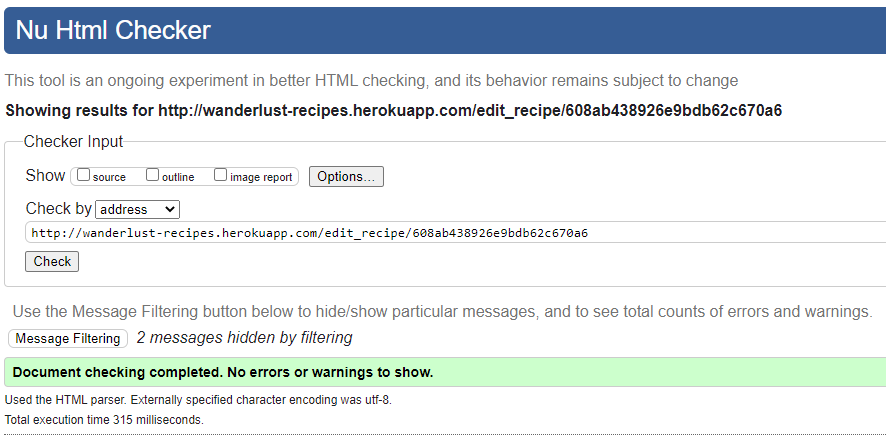 Nu Html Checker
This tool is an ongoing experiment in better HTML checking, and its behavior remains subject to change
Showing results for http://wanderlust-recipes.herokuapp.com/edit_recipe/608ab438926e9bdb62c670a6
Checker Input
Show source outline image report Options...
Check by address
http://wanderlust-recipes.herokuapp.com/edit_recipe/608ab438926e9bdb62c670a6
Check
Use the Message Filtering button below to hide/show particular messages, and to see total counts of errors and warnings.
Message Filtering 2 messages hidden by filtering
Document checking completed. No errors or warnings to show.
Used the HTML parser. Externally specified character encoding was utf-8.
Total execution time 315 milliseconds.